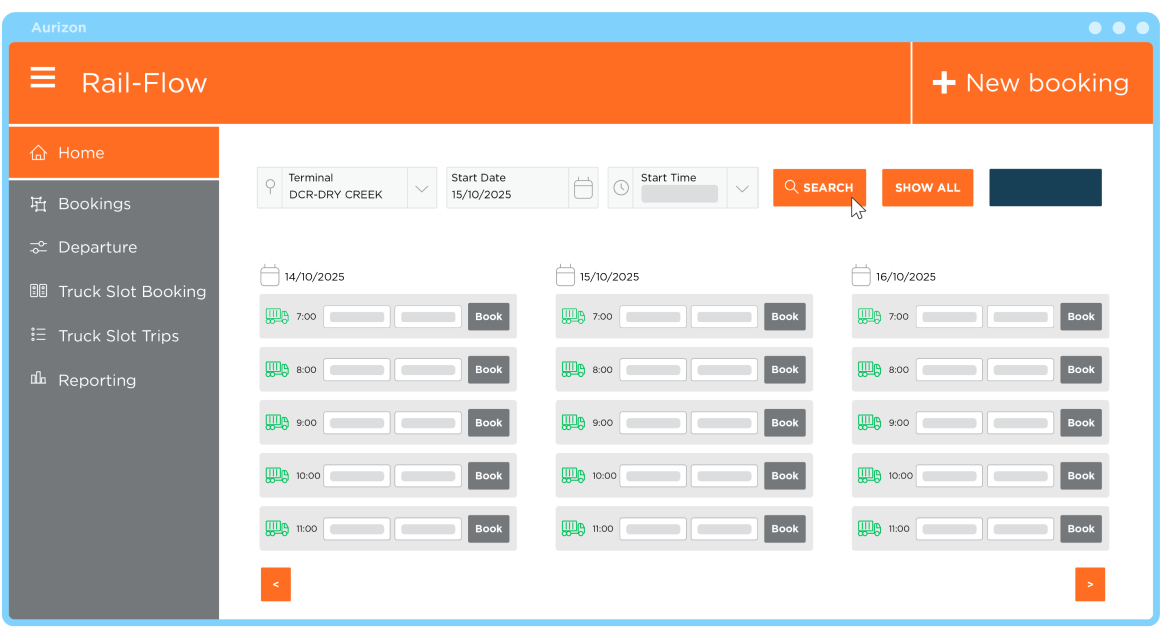 Aurizon
Rail-Flow
New booking
Home
Bookings
Departure
Truck Slot Booking
Truck Slot Trips
Reporting
Terminal
DCR-DRY CREEK
Start Date
15/10/2025
Start Time
SEARCH
SHOW ALL
14/10/2025
7:00 Book
8:00 Book
9:00 Book
10:00 Book
11:00 Book
15/10/2025
7:00 Book
8:00 Book
9:00 Book
10:00 Book
11:00 Book
16/10/2025
7:00 Book
8:00 Book
9:00 Book
10:00 Book
11:00 Book
<
>